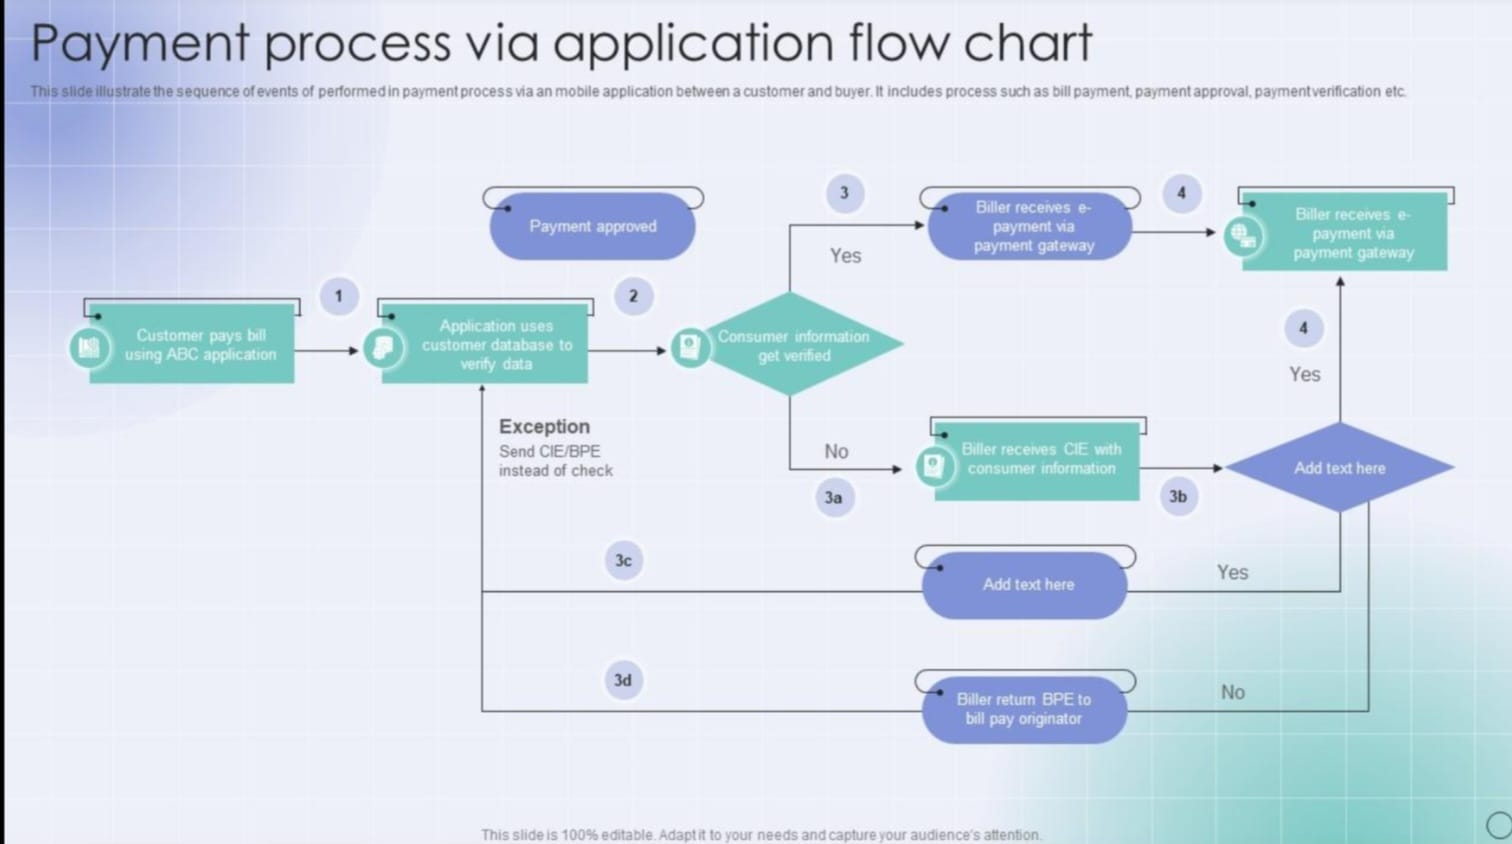 Payment process via application flow chart
This slide illustrate the sequence of events of performed in payment process via an mobile application between a customer and buyer. It includes process such as bill payment, payment approval, payment verification etc.
Payment approved
3
Yes
Biller receives e-
payment via
payment gateway
4
Biller receives e-
payment via
payment gateway
Customer pays bill
using ABC application
1
Application uses
customer database to
verify data
2
Consumer information
get verified
4
Yes
Exception
Send CIE/BPE
instead of check
No
3a
Biller receives CIE with
consumer information
3b
Add text here
3c
Add text here
Yes
3d
Biller return BPE to
bill pay originator
No
This slide is 100% editable. Adapt it to your needs and capture your audience's attention.